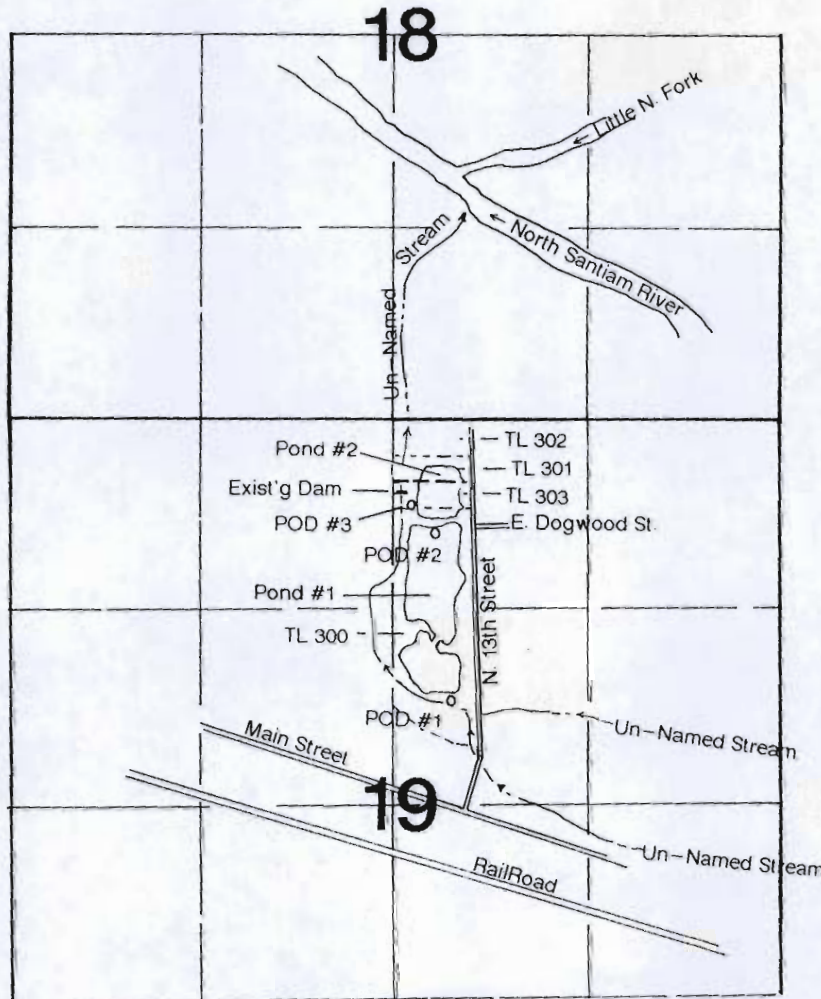 18
← Little N. Fork
← North Santiam River
Un-Named Stream
TL 302
Pond #2
TL 301
Exist'g Dam
TL 303
POD #3
E. Dogwood St.
POD #2
Pond #1
N. 13th Street
TL 300
POD #1
Un-Named Stream
Main Street
19
Un-Named Stream
RailRoad